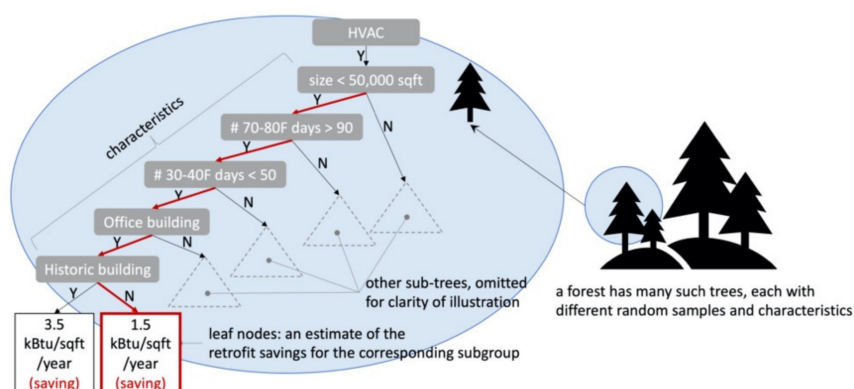 HVAC
Y
size < 50,000 sqft
Y
N
characteristics
# 70-80F days > 90
Y
N
# 30-40F days < 50
Y
N
Office building
Y
N
Historic building
Y
N
other sub-trees, omitted
for clarity of illustration
a forest has many such trees, each with
different random samples and characteristics
3.5
kBtu/sqft
/year
(saving)
1.5
kBtu/sqft
/year
(saving)
leaf nodes: an estimate of the
retrofit savings for the corresponding subgroup